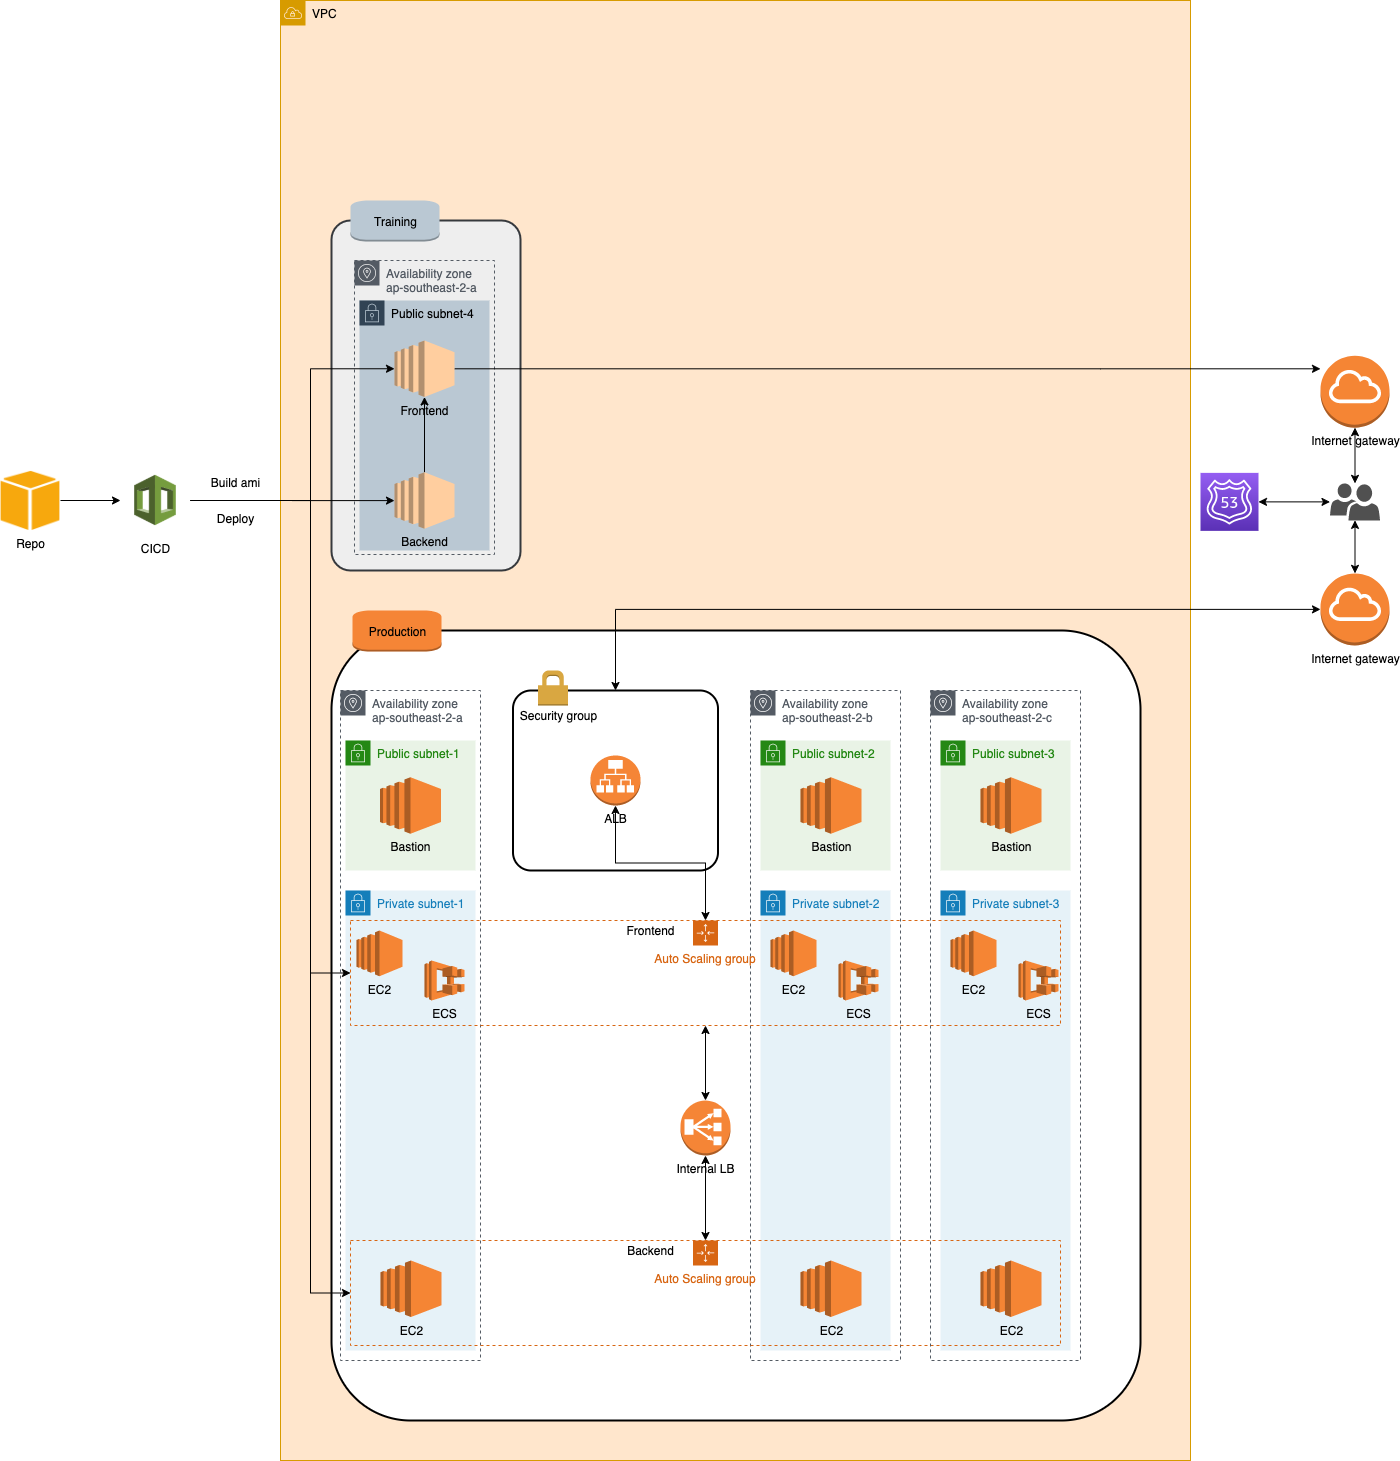 VPC
Training
Availability zone
ap-southeast-2-a
Public subnet-4
Frontend
Internet gateway
Build ami
53
Deploy
Repo
CICD
Backend
Production
Internet gateway
Availability zone
ap-southeast-2-a
Security group
Availability zone
ap-southeast-2-b
Availability zone
ap-southeast-2-c
Public subnet-1
Public subnet-2
Public subnet-3
ALB
Bastion
Bastion
Bastion
Private subnet-1
Private subnet-2
Private subnet-3
Frontend
Auto Scaling group
EC2
ECS
EC2
ECS
EC2
ECS
Internal LB
Backend
Auto Scaling group
EC2
EC2
EC2